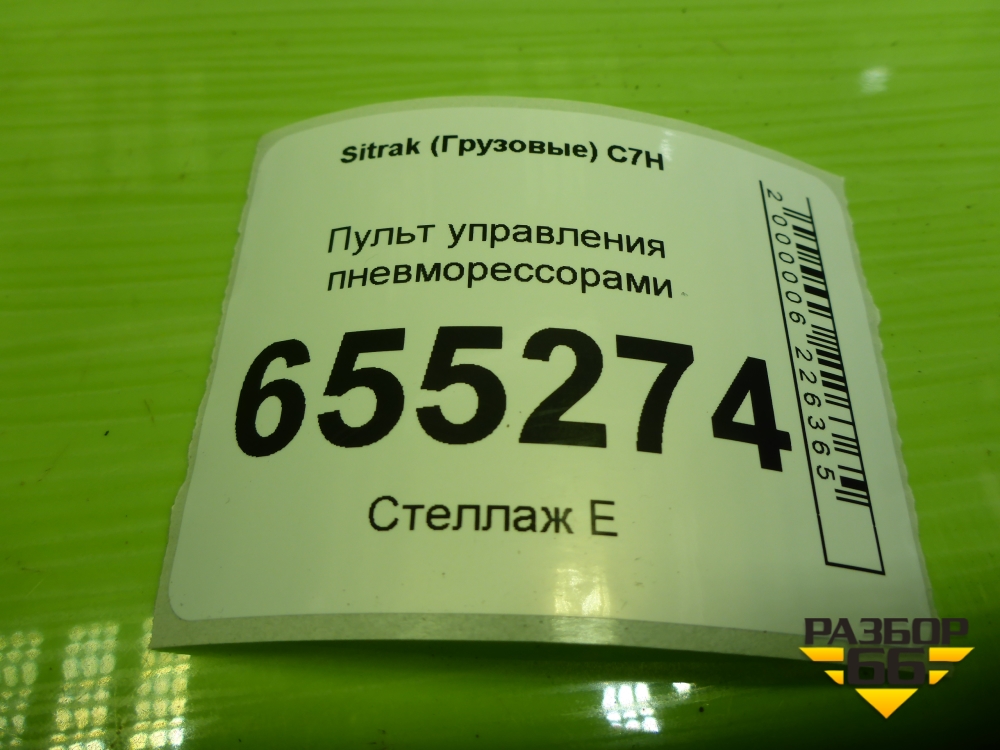 Sitrak (Грузовые) C7H
Пульт управления
пневморессорами
655274
Стеллаж Е
2000006226365
РАЗБОР
66